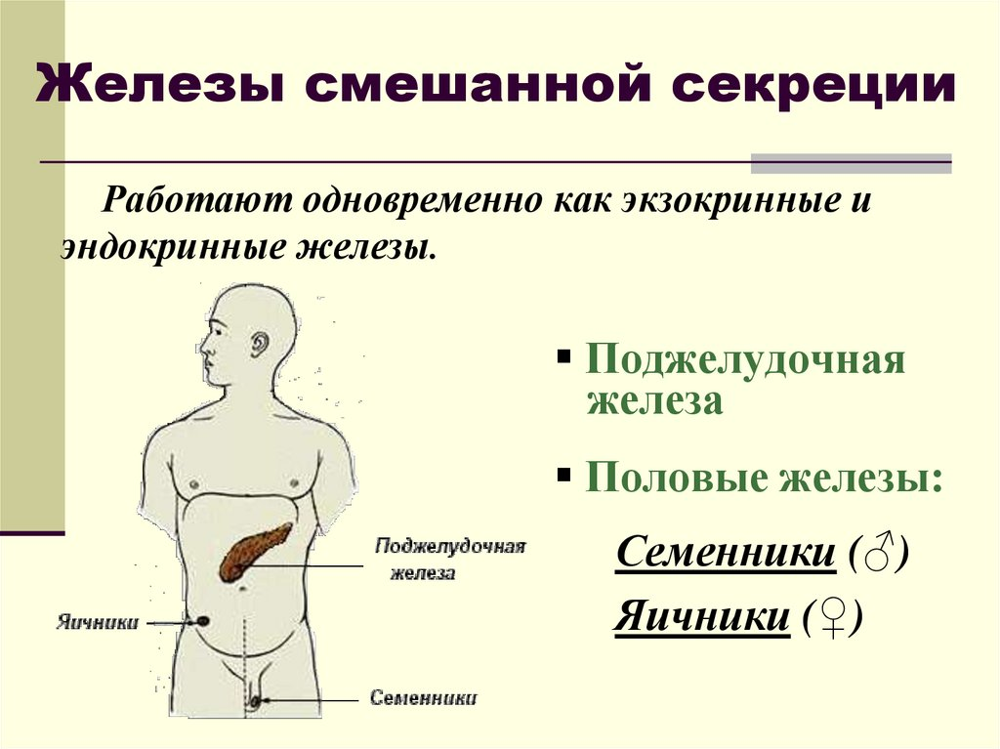 Железы смешанной секреции
Работают одновременно как экзокринные и
эндокринные железы.
▪ Поджелудочная
железа
▪ Половые железы:
Семенники (♂)
Яичники (♀)
Поджелудочная
железа
Яичники
Семенники